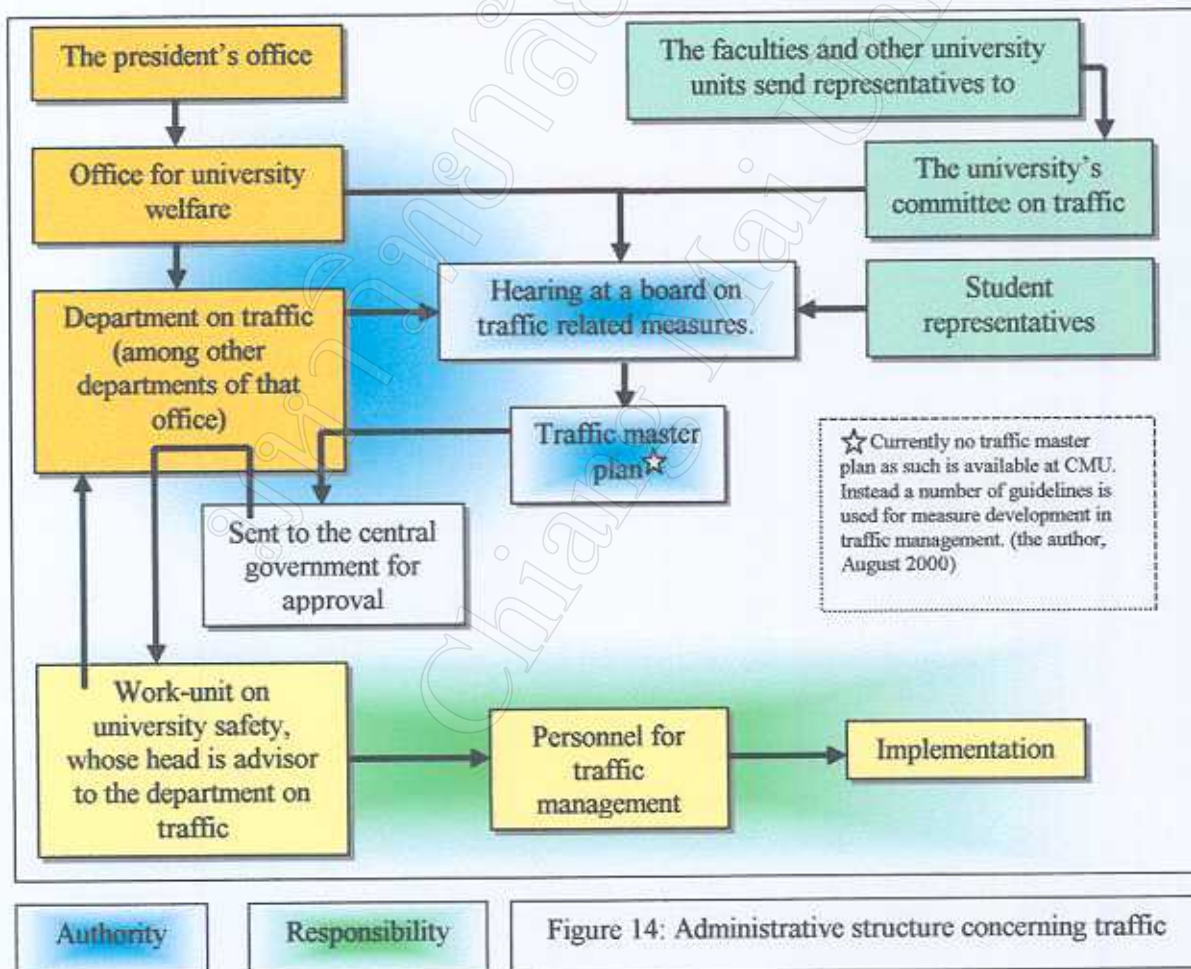 The president's office
The faculties and other university
units send representatives to
Office for university
welfare
The university's
committee on traffic
Department on traffic
(among other
departments of that
office)
Hearing at a board on
traffic related measures.
Student
representatives
Traffic master
plan☆
☆ Currently no traffic master
plan as such is available at CMU.
Instead a number of guidelines is
used for measure development in
traffic management. (the author,
August 2000)
Sent to the central
government for
approval
Work-unit on
university safety,
whose head is advisor
to the department on
traffic
Personnel for
traffic
management
Implementation
Authority
Responsibility
Figure 14: Administrative structure concerning traffic
Chiang Mai